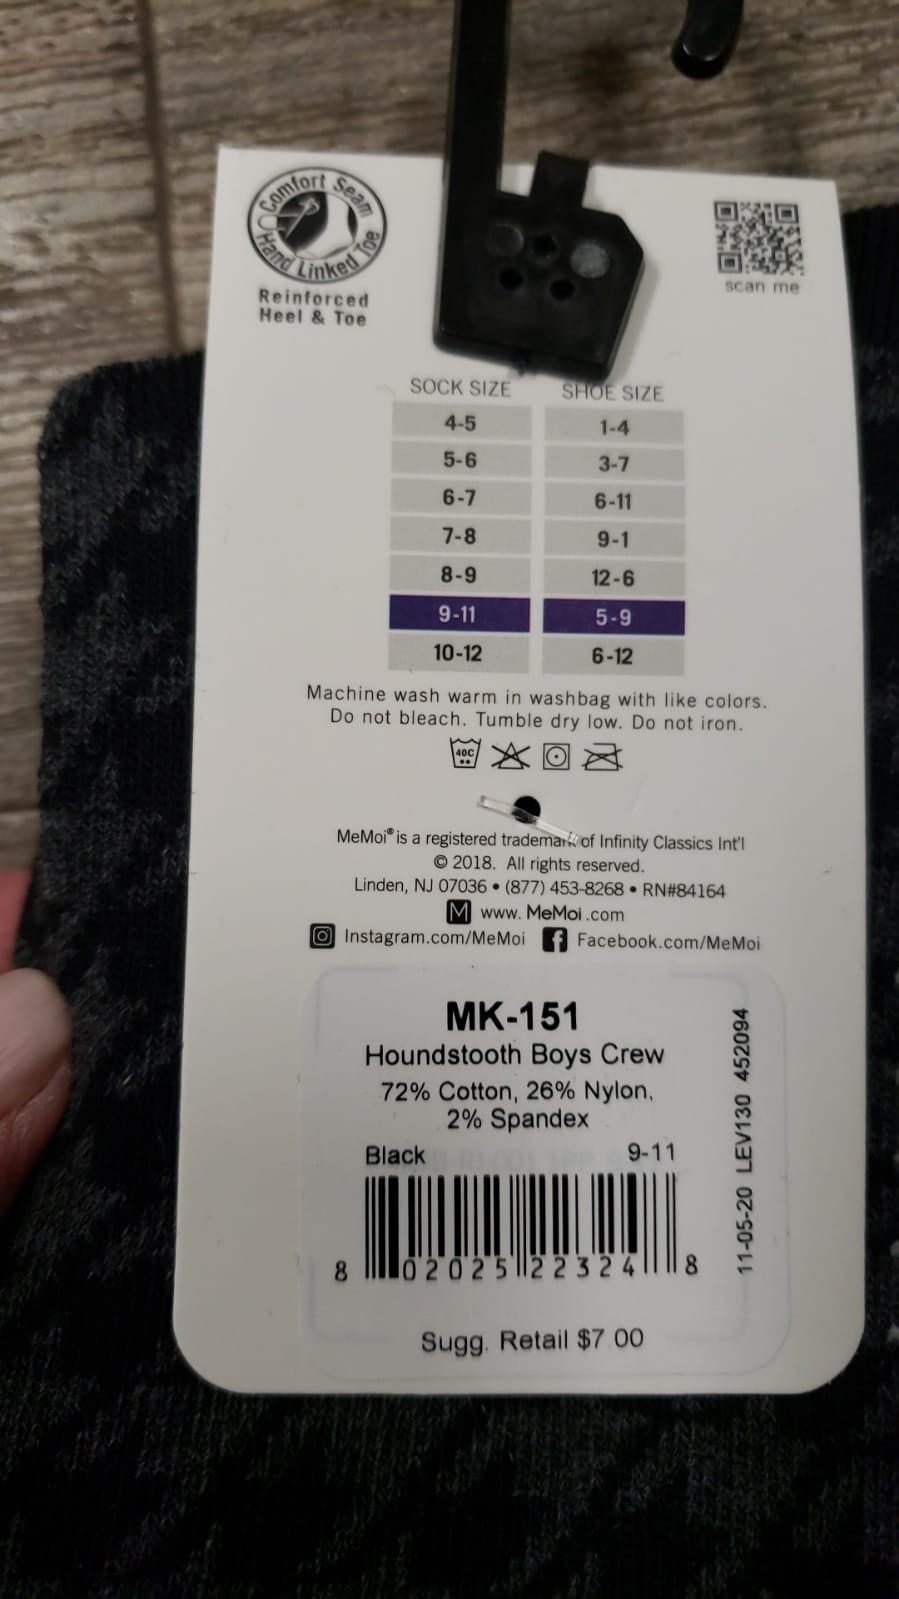 Comfort Seam
Hand Linked Toe
Reinforced
Heel & Toe
scan me
SOCK SIZE SHOE SIZE
4-5 1-4
5-6 3-7
6-7 6-11
7-8 9-1
8-9 12-6
9-11 5-9
10-12 6-12
Machine wash warm in washbag with like colors.
Do not bleach. Tumble dry low. Do not iron.
40C
MeMoi® is a registered trademark of Infinity Classics Int'l
© 2018. All rights reserved.
Linden, NJ 07036 • (877) 453-8268 • RN#84164
M www. MeMoi .com
Instagram.com/MeMoi f Facebook.com/MeMoi
MK-151
Houndstooth Boys Crew
72% Cotton, 26% Nylon,
2% Spandex
Black 9-11
8 02025 22324 8
Sugg. Retail $7.00
11-05-20 LEV130 452094